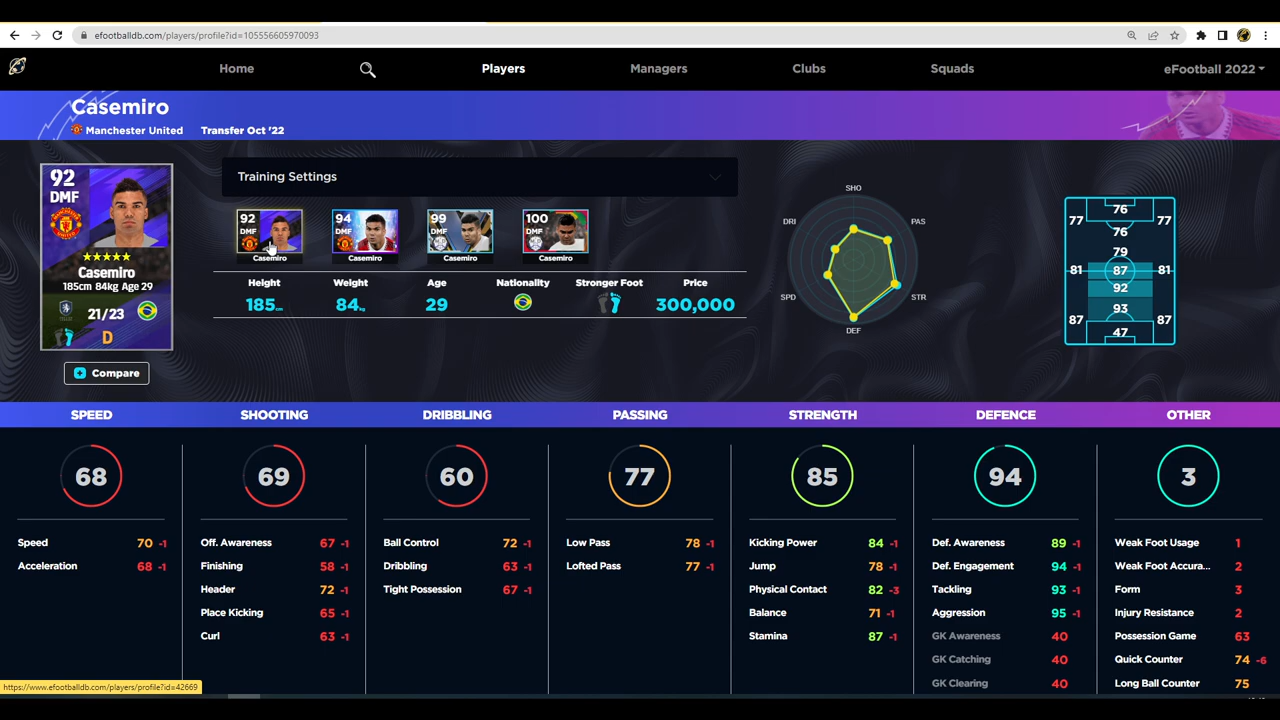 efootballdb.com/players/profile?id=105556605970093
Home Players Managers Clubs Squads eFootball 2022
Casemiro
Manchester United Transfer Oct '22
92
DMF
Casemiro
185cm 84kg Age 29
21/23
D
Compare
Training Settings
92 DMF Casemiro
94 DMF Casemiro
99 DMF Casemiro
100 DMF Casemiro
Height Weight Age Nationality Stronger Foot Price
185cm 84kg 29 300,000
SHO
DRI PAS
SPD STR
DEF
76
77 76 77
79
81 87 81
92
93
87 87
47
SPEED SHOOTING DRIBBLING PASSING STRENGTH DEFENCE OTHER
68 69 60 77 85 94 3
Speed 70 -1
Acceleration 68 -1
Off. Awareness 67 -1
Finishing 58 -1
Header 72 -1
Place Kicking 65 -1
Curl 63 -1
Ball Control 72 -1
Dribbling 63 -1
Tight Possession 67 -1
Low Pass 78 -1
Lofted Pass 77 -1
Kicking Power 84 -1
Jump 78 -1
Physical Contact 82 -3
Balance 71 -1
Stamina 87 -1
Def. Awareness 89 -1
Def. Engagement 94 -1
Tackling 93 -1
Aggression 95 -1
GK Awareness 40
GK Catching 40
GK Clearing 40
Weak Foot Usage 1
Weak Foot Accura... 2
Form 3
Injury Resistance 2
Possession Game 63
Quick Counter 74 -6
Long Ball Counter 75
https://www.efootballdb.com/players/profile?id=42669